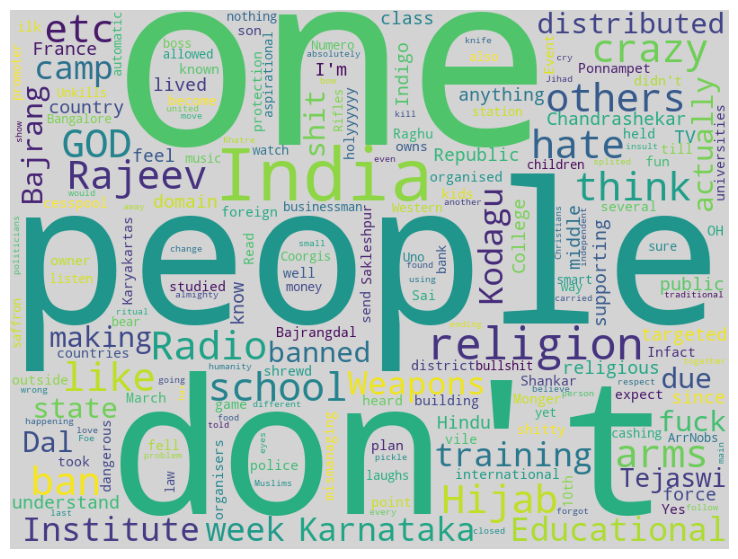 one
etc
France
nothing
son
boss
allowed
known
automatic
class
Numero
absolutely
knife
also
Event
cry
Jihad
distributed
Ponnampet
crazy
camp
Unkills
country
Bangalore
lived
become
protection
aspirational
I'm
Indigo
shit
Rifles
kill
anything
station
didn't
others
Chandrashekar
held
TV
till
actually
universities
Bajrang
GOD
feel
music
watch
united
move
holyyyyyy
Raghu
owns
Republic
hate
insult
children
fun
show
Rajeev
India
even
organised
kids
think
several
would
domain
foreign
businessman
Western
another
OH
people
owner
listen
saffron
politicians
change
studied
almighty
ritual
Karyakartas
Read
Coorgis
small
well
money
know
Uno
found
using
bank
send
Sakleshpur
Sai
Kodagu
College
Christians
independent
middle
supporting
smart
way
carried
sure
public
traditional
making
bear
countries
Radio
Bajrangdal
banned
religion
targeted
Infact
district
bullshit
outside
wrong
going
humanity
shrewd
like
school
Weapons
Shankar
religious
due
since
building
Monger
believe
respect
person
expect
follow
state
March
game
different
heard
Hindu
yet
ability
cashing
ArrNobs
fuck
happening
Dal
love
Foe
fell
problem
food
told
don't
eyes
Muslims
police
organisers
plan
laughs
vile
training
international
arms
ban
took
dangerous
law
point
Hijab
10th
Tejaswi
Yes
force
main
understand
last
every
pickle
closed
forgot
Institute
week
Karnataka
Educational